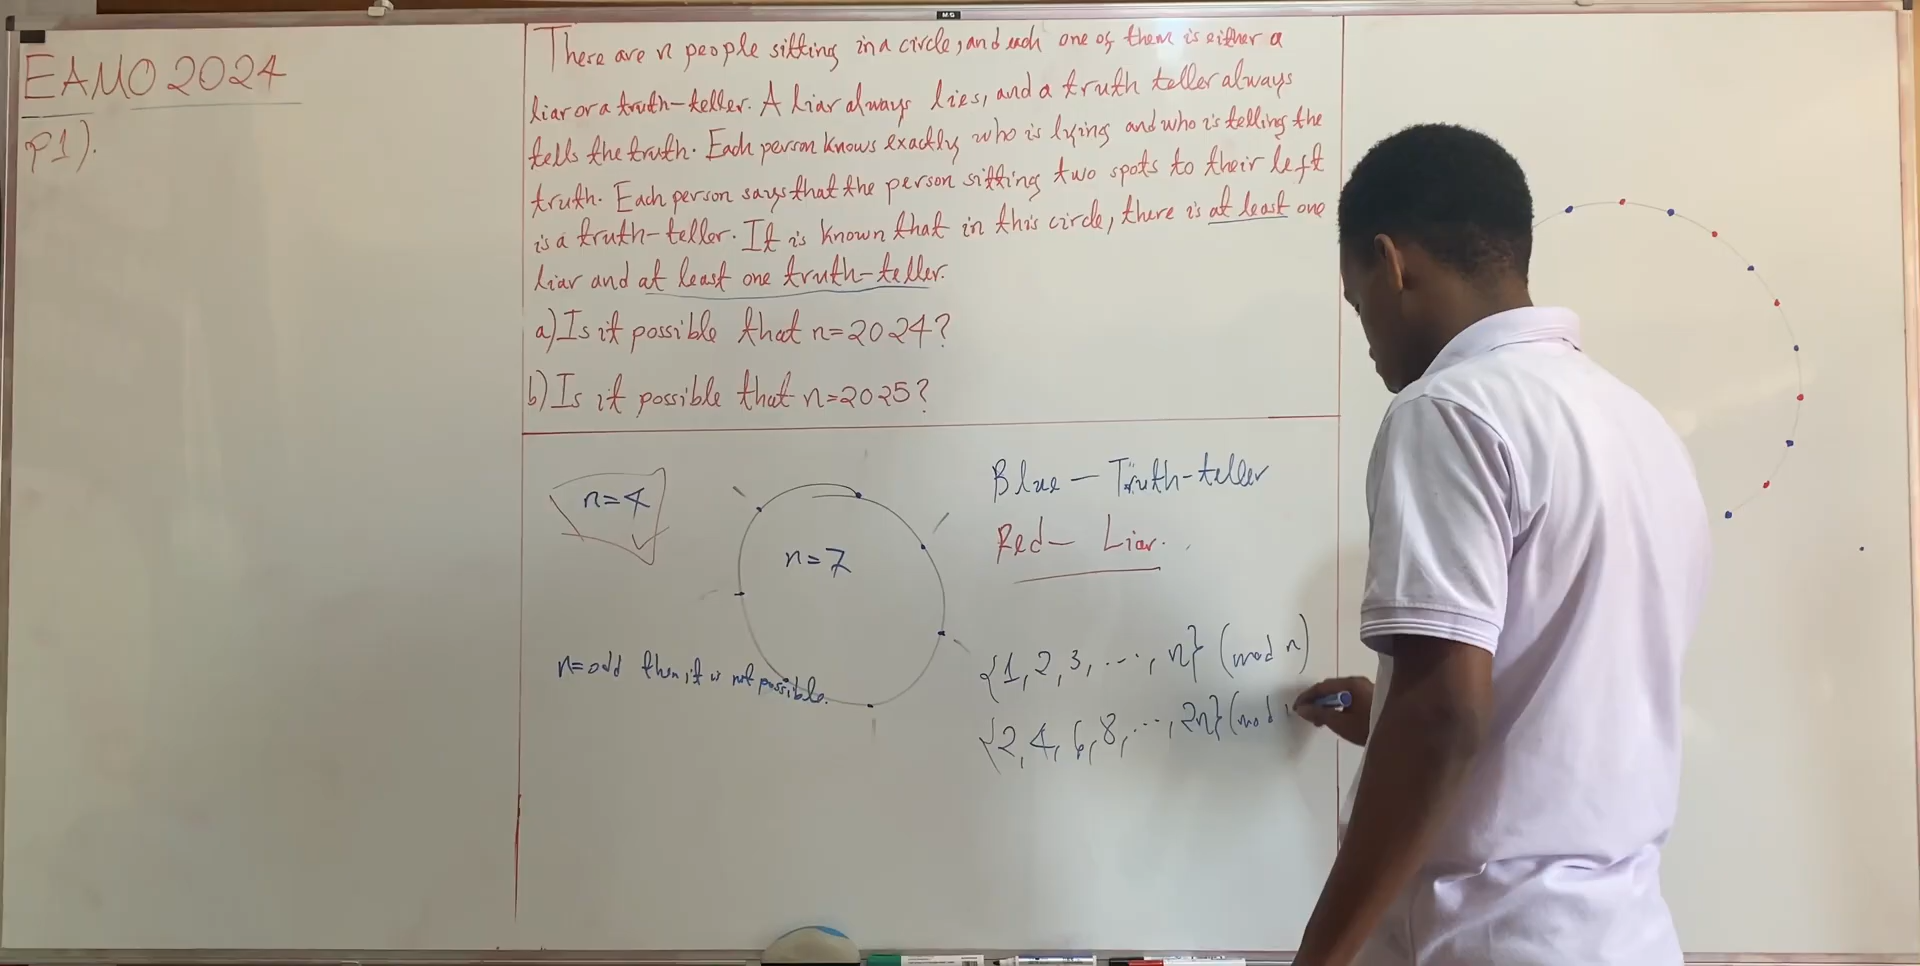 EAMO 2024
P1).
There are n people sitting in a circle, and each one of them is either a
liar or a truth-teller. A liar always lies, and a truth teller always
tells the truth. Each person knows exactly who is lying and who is telling the
truth. Each person says that the person sitting two spots to their left
is a truth-teller. It is known that in this circle, there is at least one
liar and at least one truth-teller.
a) Is it possible that n=2024?
b) Is it possible that n=2025?
n=4
n=7
Blue – Truth-teller
Red – Liar.
n=odd then, it is not possible.
{1, 2, 3, ..., n} (mod n)
{2, 4, 6, 8, ..., 2n} (mod
MG